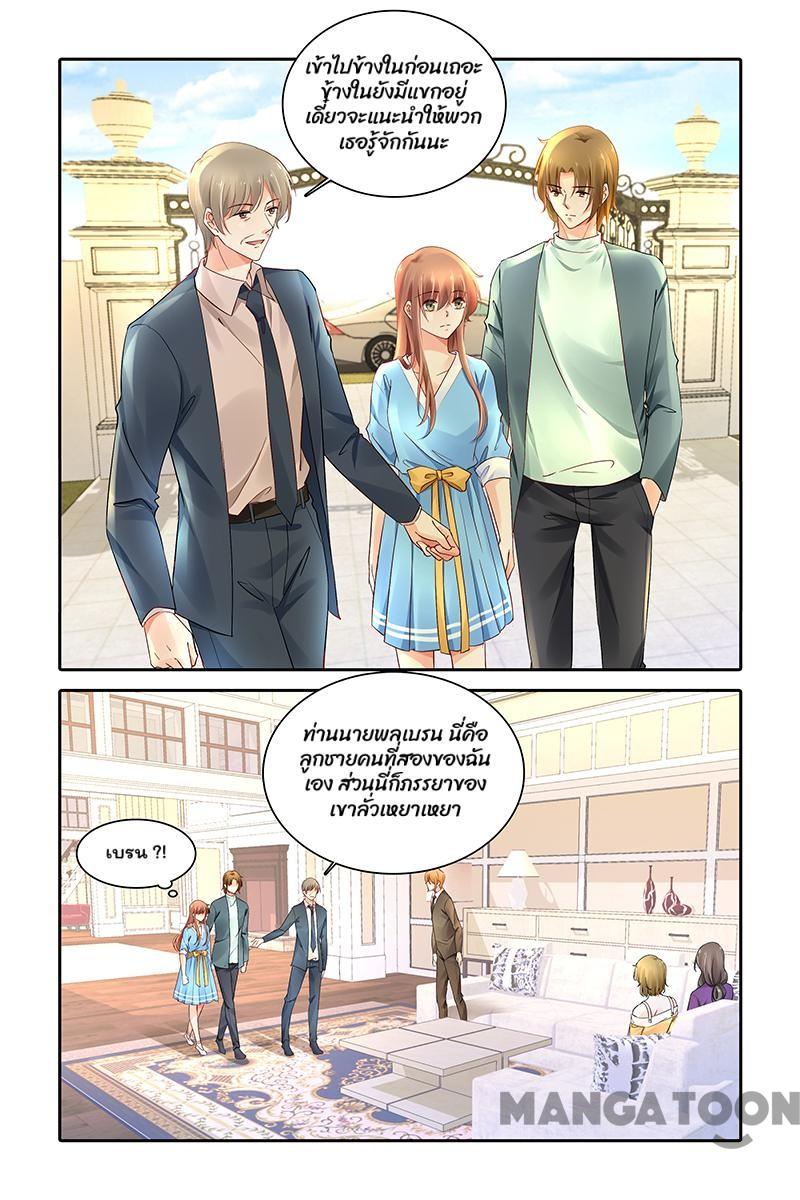 เข้าไปข้างในก่อนเถอะ
ข้างในยังมีแขกอยู่
เดี๋ยวจะแนะนำให้พวก
เธอรู้จักกันนะ
ท่านนายพลเบรน นี่คือ
ลูกชายคนที่สองของฉัน
เอง ส่วนนี่ก็ภรรยาของ
เขาลั่วเหยาเหยา
เบรน ?!
MANGATOON